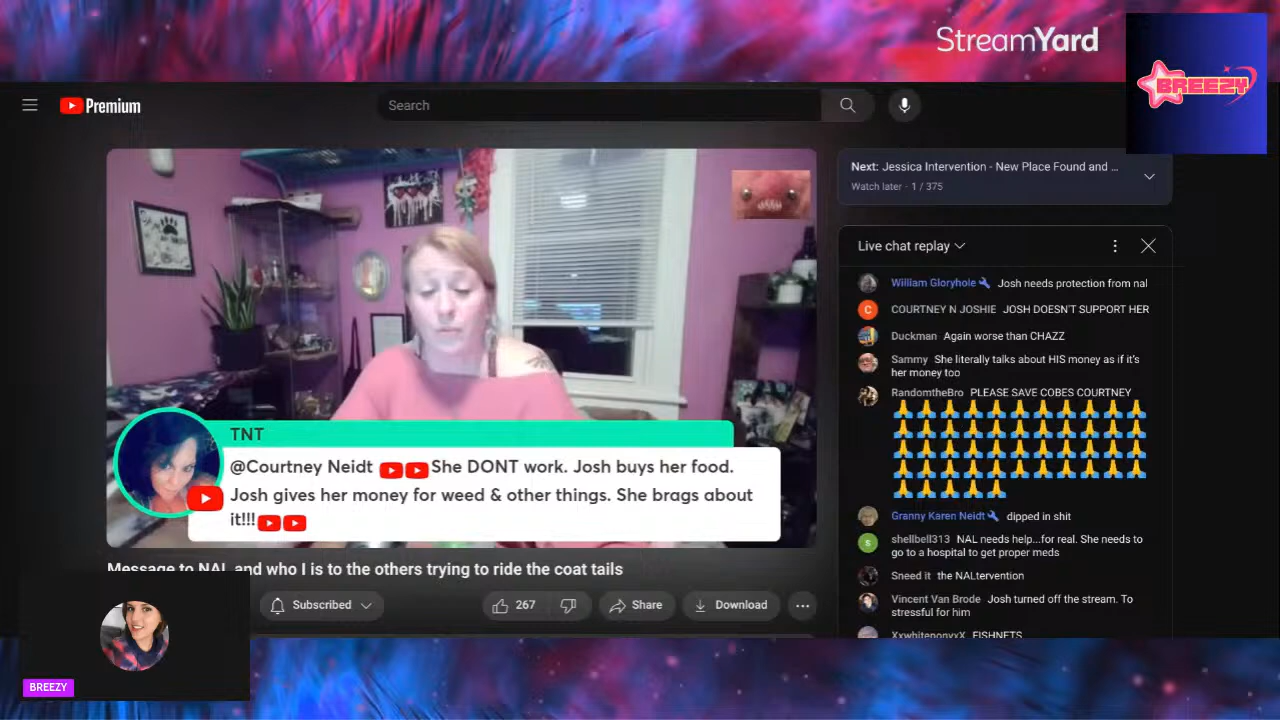 StreamYard
BREEZY
Premium
Search
Next: Jessica Intervention - New Place Found and ...
Watch later · 1 / 375
TNT
@Courtney Neidt She DONT work. Josh buys her food.
Josh gives her money for weed & other things. She brags about
it!!!
Message to NAL and who I is to the others trying to ride the coat tails
Subscribed
267
Share
Download
Live chat replay
William Gloryhole Josh needs protection from nal
C
COURTNEY N JOSHIE JOSH DOESN'T SUPPORT HER
Duckman Again worse than CHAZZ
Sammy She literally talks about HIS money as if it's
her money too
RandomtheBro PLEASE SAVE COBES COURTNEY
🙏🙏🙏🙏🙏🙏🙏🙏🙏🙏🙏
🙏🙏🙏🙏🙏🙏🙏🙏🙏🙏🙏
🙏🙏🙏🙏🙏🙏🙏🙏🙏🙏🙏
🙏🙏🙏🙏🙏🙏🙏🙏🙏🙏🙏
🙏🙏🙏🙏🙏
Granny Karen Neidt dipped in shit
s
shellbell313 NAL needs help...for real. She needs to
go to a hospital to get proper meds
Sneed it the NALtervention
Vincent Van Brode Josh turned off the stream. To
stressful for him
XxwhiteponyxX FISHNETS
BREEZY